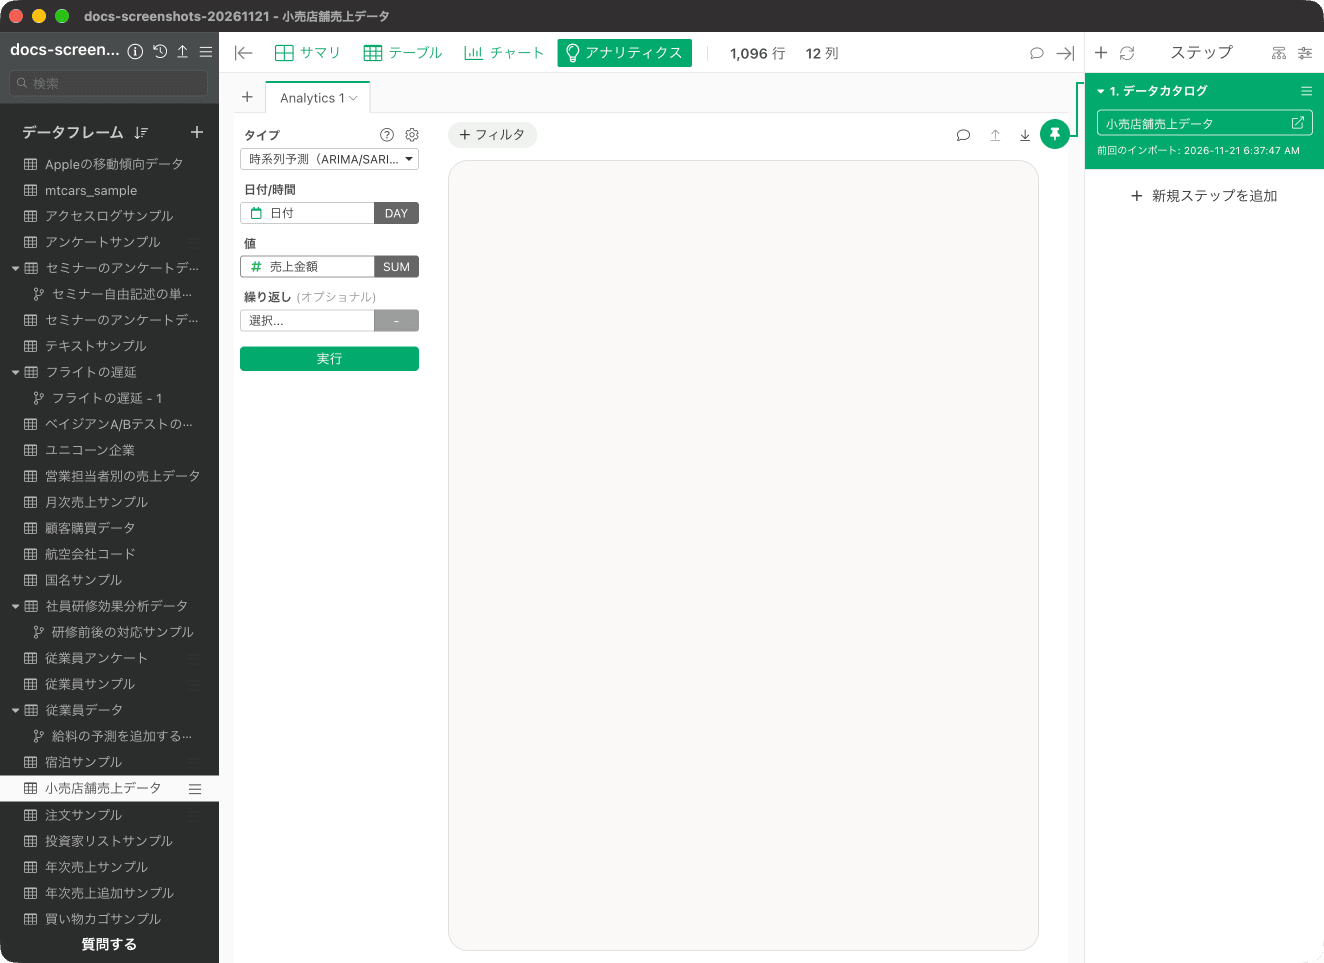 docs-screenshots-20261121 - 小売店舗売上データ
docs-screen...
検索
データフレーム
Appleの移動傾向データ
mtcars_sample
アクセスログサンプル
アンケートサンプル
セミナーのアンケートデ…
セミナー自由記述の単…
セミナーのアンケートデ…
テキストサンプル
フライトの遅延
フライトの遅延 - 1
ベイジアンA/Bテストの…
ユニコーン企業
営業担当者別の売上データ
月次売上サンプル
顧客購買データ
航空会社コード
国名サンプル
社員研修効果分析データ
研修前後の対応サンプル
従業員アンケート
従業員サンプル
従業員データ
給料の予測を追加する…
宿泊サンプル
小売店舗売上データ
注文サンプル
投資家リストサンプル
年次売上サンプル
年次売上追加サンプル
買い物カゴサンプル
質問する
サマリ テーブル チャート アナリティクス 1,096 行 12 列
Analytics 1
タイプ
時系列予測（ARIMA/SARI...
日付/時間
日付 DAY
値
売上金額 SUM
繰り返し (オプショナル)
選択... -
実行
+ フィルタ
ステップ
1. データカタログ
小売店舗売上データ
前回のインポート: 2026-11-21 6:37:47 AM
+ 新規ステップを追加